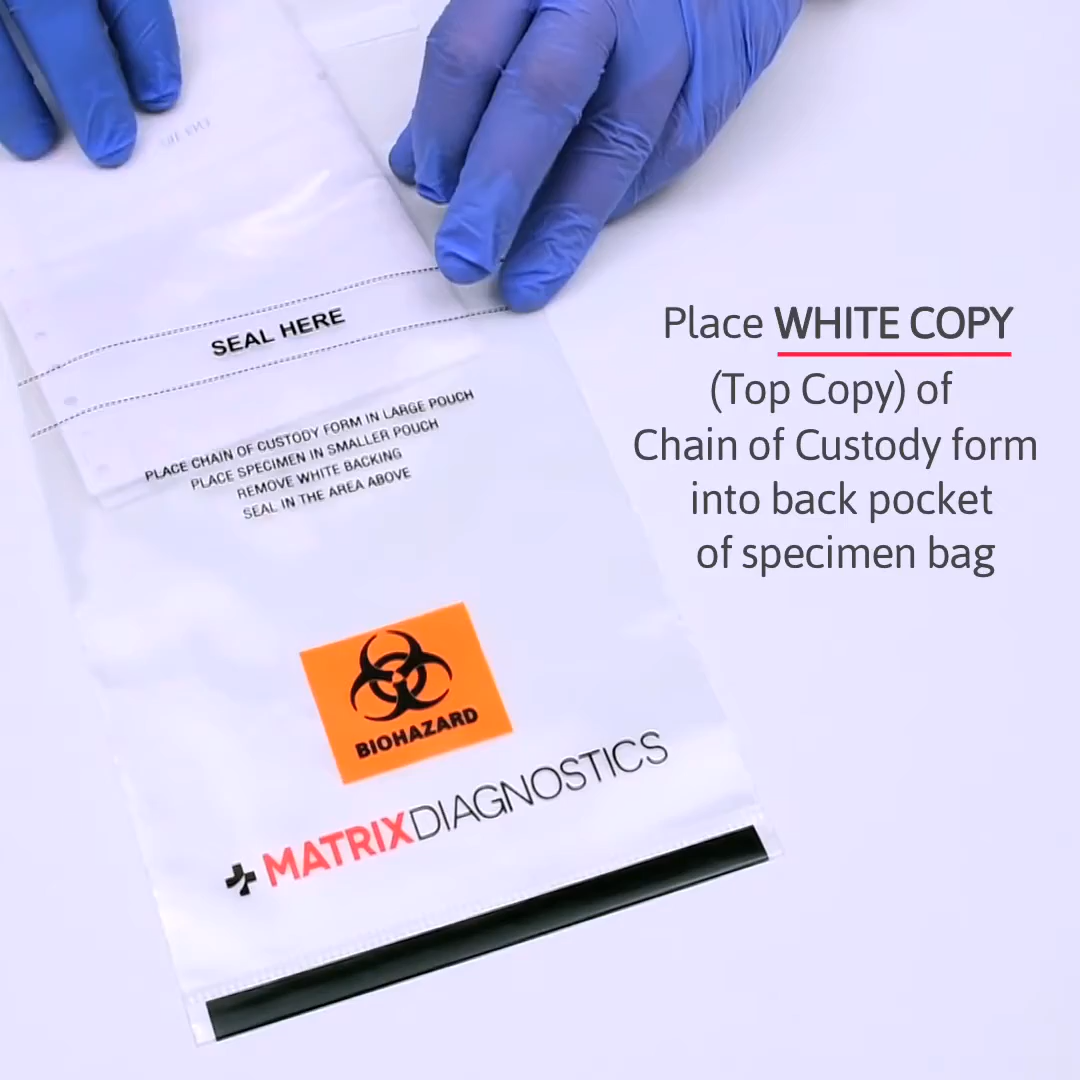 SEAL HERE
PLACE CHAIN OF CUSTODY FORM IN LARGE POUCH
PLACE SPECIMEN IN SMALLER POUCH
REMOVE WHITE BACKING
SEAL IN THE AREA ABOVE
BIOHAZARD
MATRIXDIAGNOSTICS
Place WHITE COPY
(Top Copy) of
Chain of Custody form
into back pocket
of specimen bag